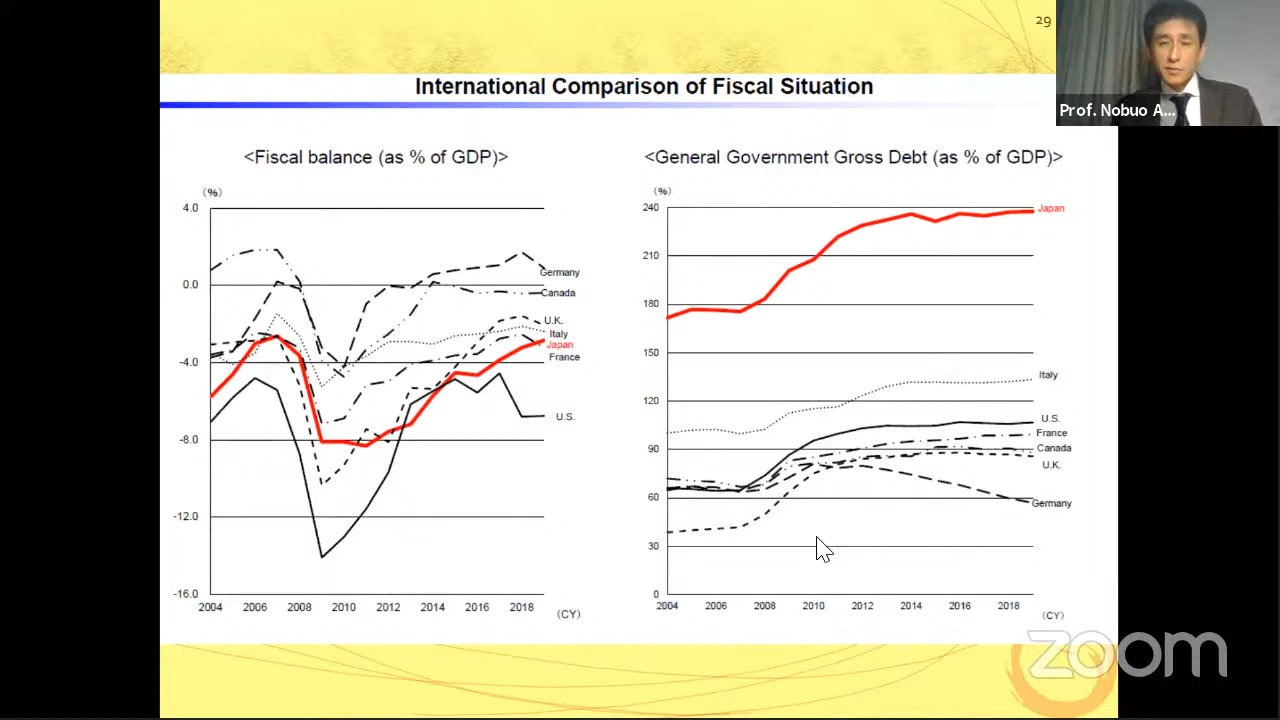 29
Prof. Nobuo A...
International Comparison of Fiscal Situation
<Fiscal balance (as % of GDP)>
(%)
4.0
0.0
-4.0
-8.0
-12.0
-16.0
Germany
Canada
U.K.
Italy
Japan
France
U.S.
2004 2006 2008 2010 2012 2014 2016 2018
(CY)
<General Government Gross Debt (as % of GDP)>
(%)
240
210
180
150
120
90
60
30
0
Japan
Italy
U.S.
France
Canada
U.K.
Germany
2004 2006 2008 2010 2012 2014 2016 2018
(CY)
zoom